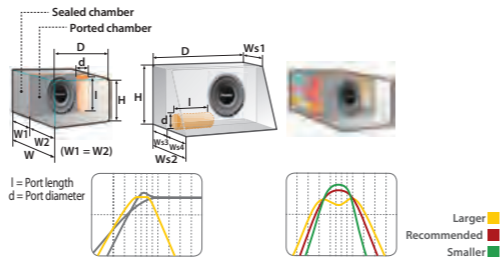 Sealed chamber
Ported chamber
D
d
l
H
W1
W2
W
(W1 = W2)
D
Ws1
H
l
d
Ws3
Ws4
Ws2
l = Port length
d = Port diameter
Larger
Recommended
Smaller